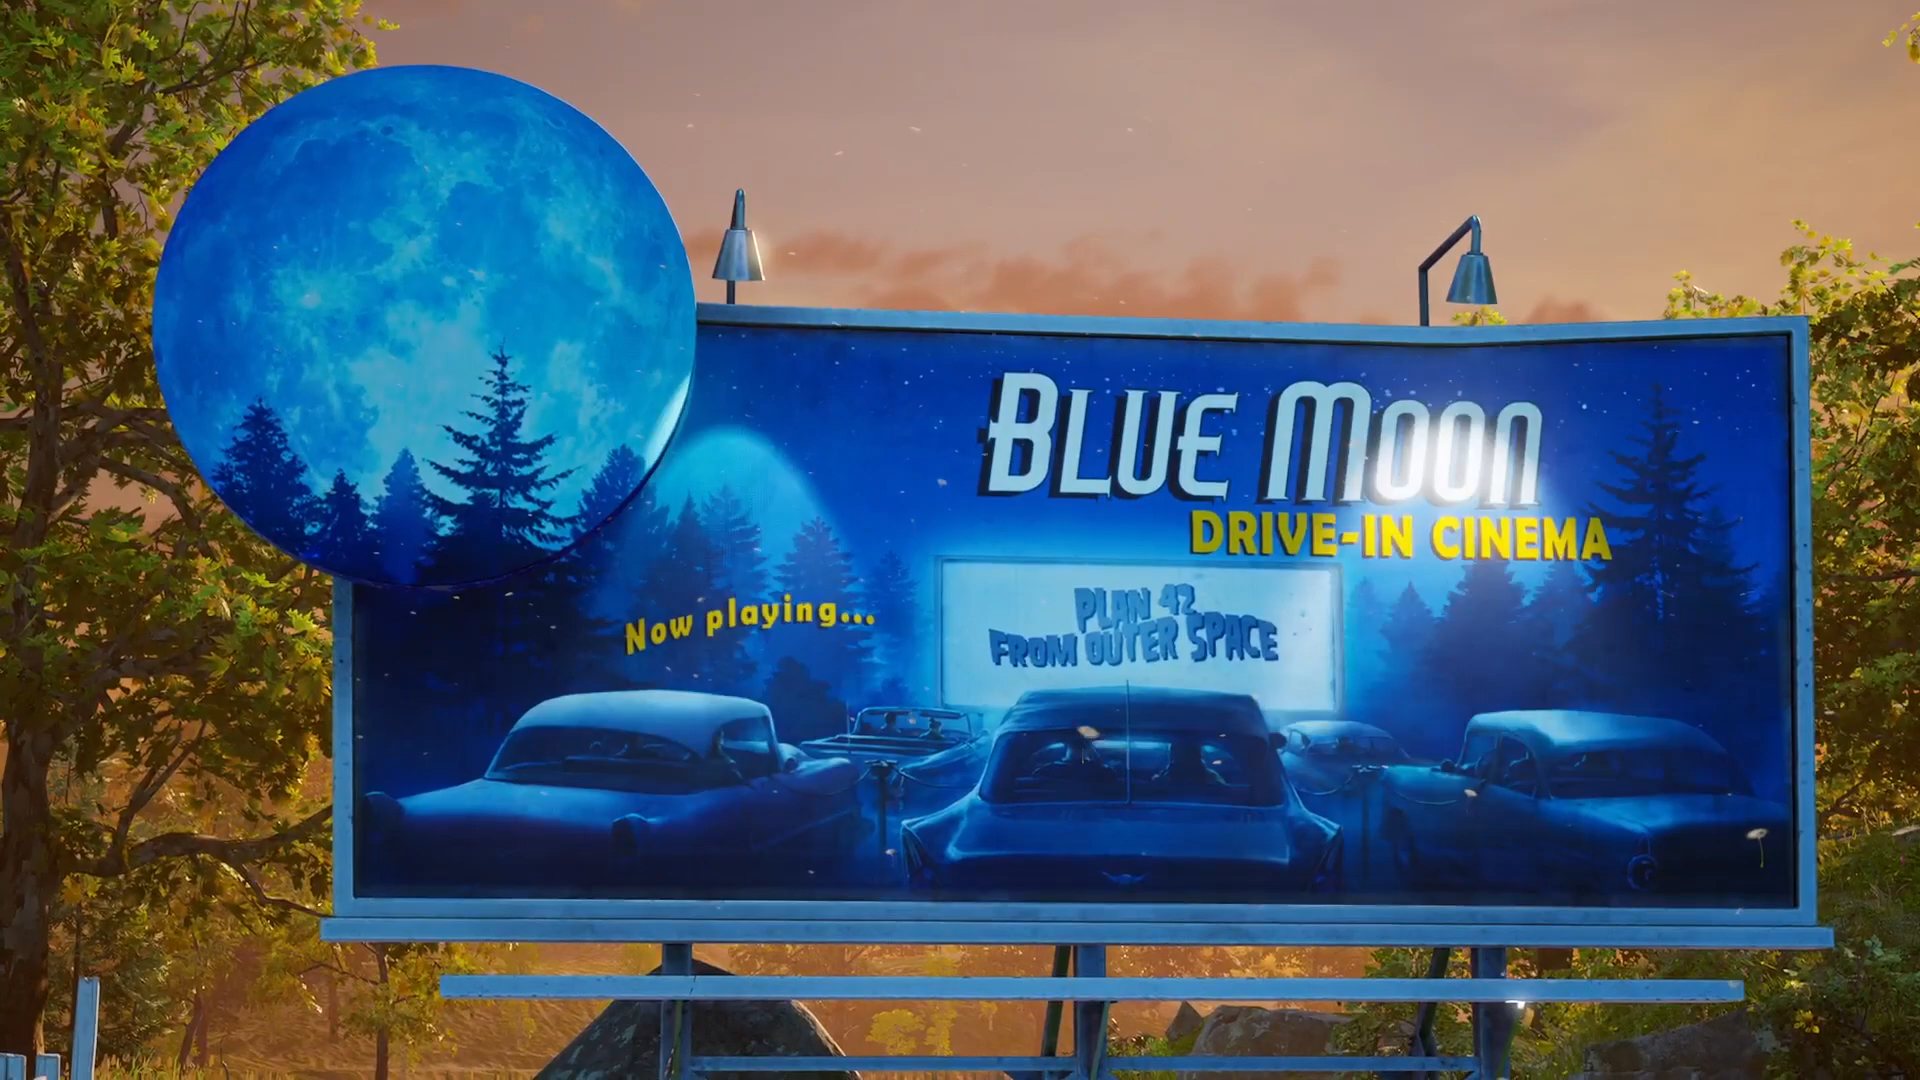 BLUE MOON
DRIVE-IN CINEMA
Now playing...
PLAN 42
FROM OUTER SPACE